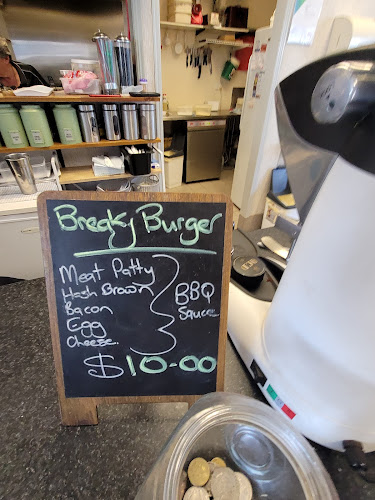 Breaky Burger
Meat Patty
Hash Brown
Bacon
Egg
Cheese.
BBQ
Sauce.
$10-00